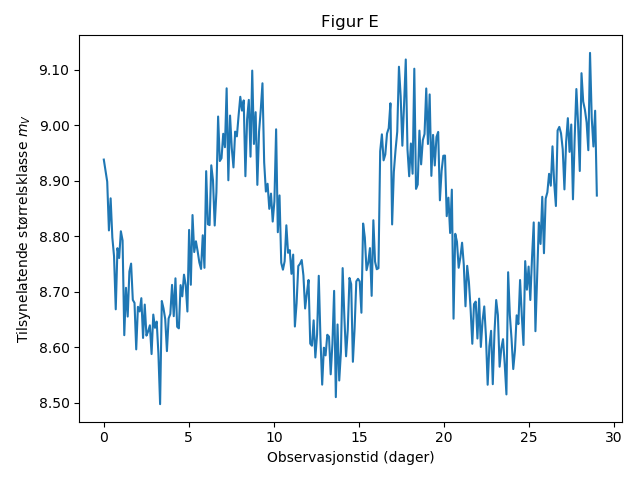 Figur E
Tilsynelatende størrelsklasse m_V
9.10
9.00
8.90
8.80
8.70
8.60
8.50
0 5 10 15 20 25 30
Observasjonstid (dager)